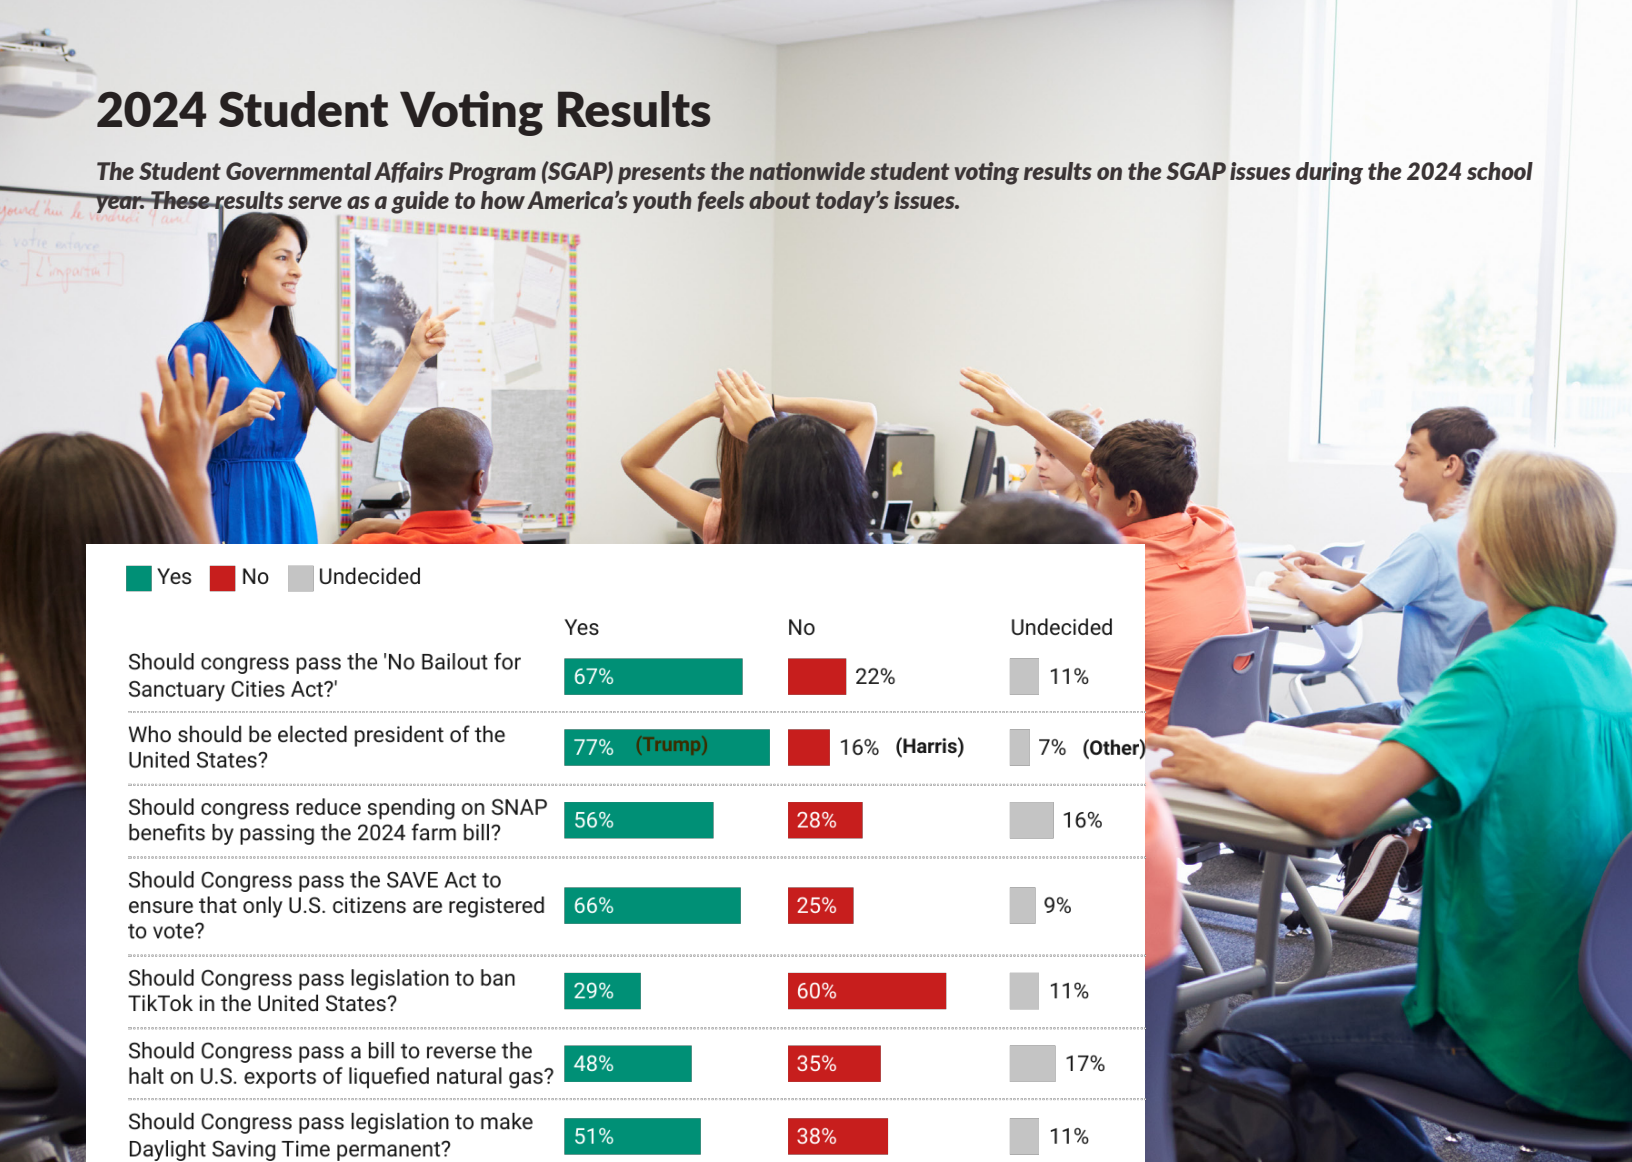 2024 Student Voting Results
The Student Governmental Affairs Program (SGAP) presents the nationwide student voting results on the SGAP issues during the 2024 school
year. These results serve as a guide to how America's youth feels about today's issues.
votre enfance
L'imparfait
Yes No Undecided
Yes No Undecided
Should congress pass the 'No Bailout for
Sanctuary Cities Act?'
67% 22% 11%
Who should be elected president of the
United States?
77% (Trump) 16% (Harris) 7% (Other)
Should congress reduce spending on SNAP
benefits by passing the 2024 farm bill?
56% 28% 16%
Should Congress pass the SAVE Act to
ensure that only U.S. citizens are registered
to vote?
66% 25% 9%
Should Congress pass legislation to ban
TikTok in the United States?
29% 60% 11%
Should Congress pass a bill to reverse the
halt on U.S. exports of liquefied natural gas?
48% 35% 17%
Should Congress pass legislation to make
Daylight Saving Time permanent?
51% 38% 11%